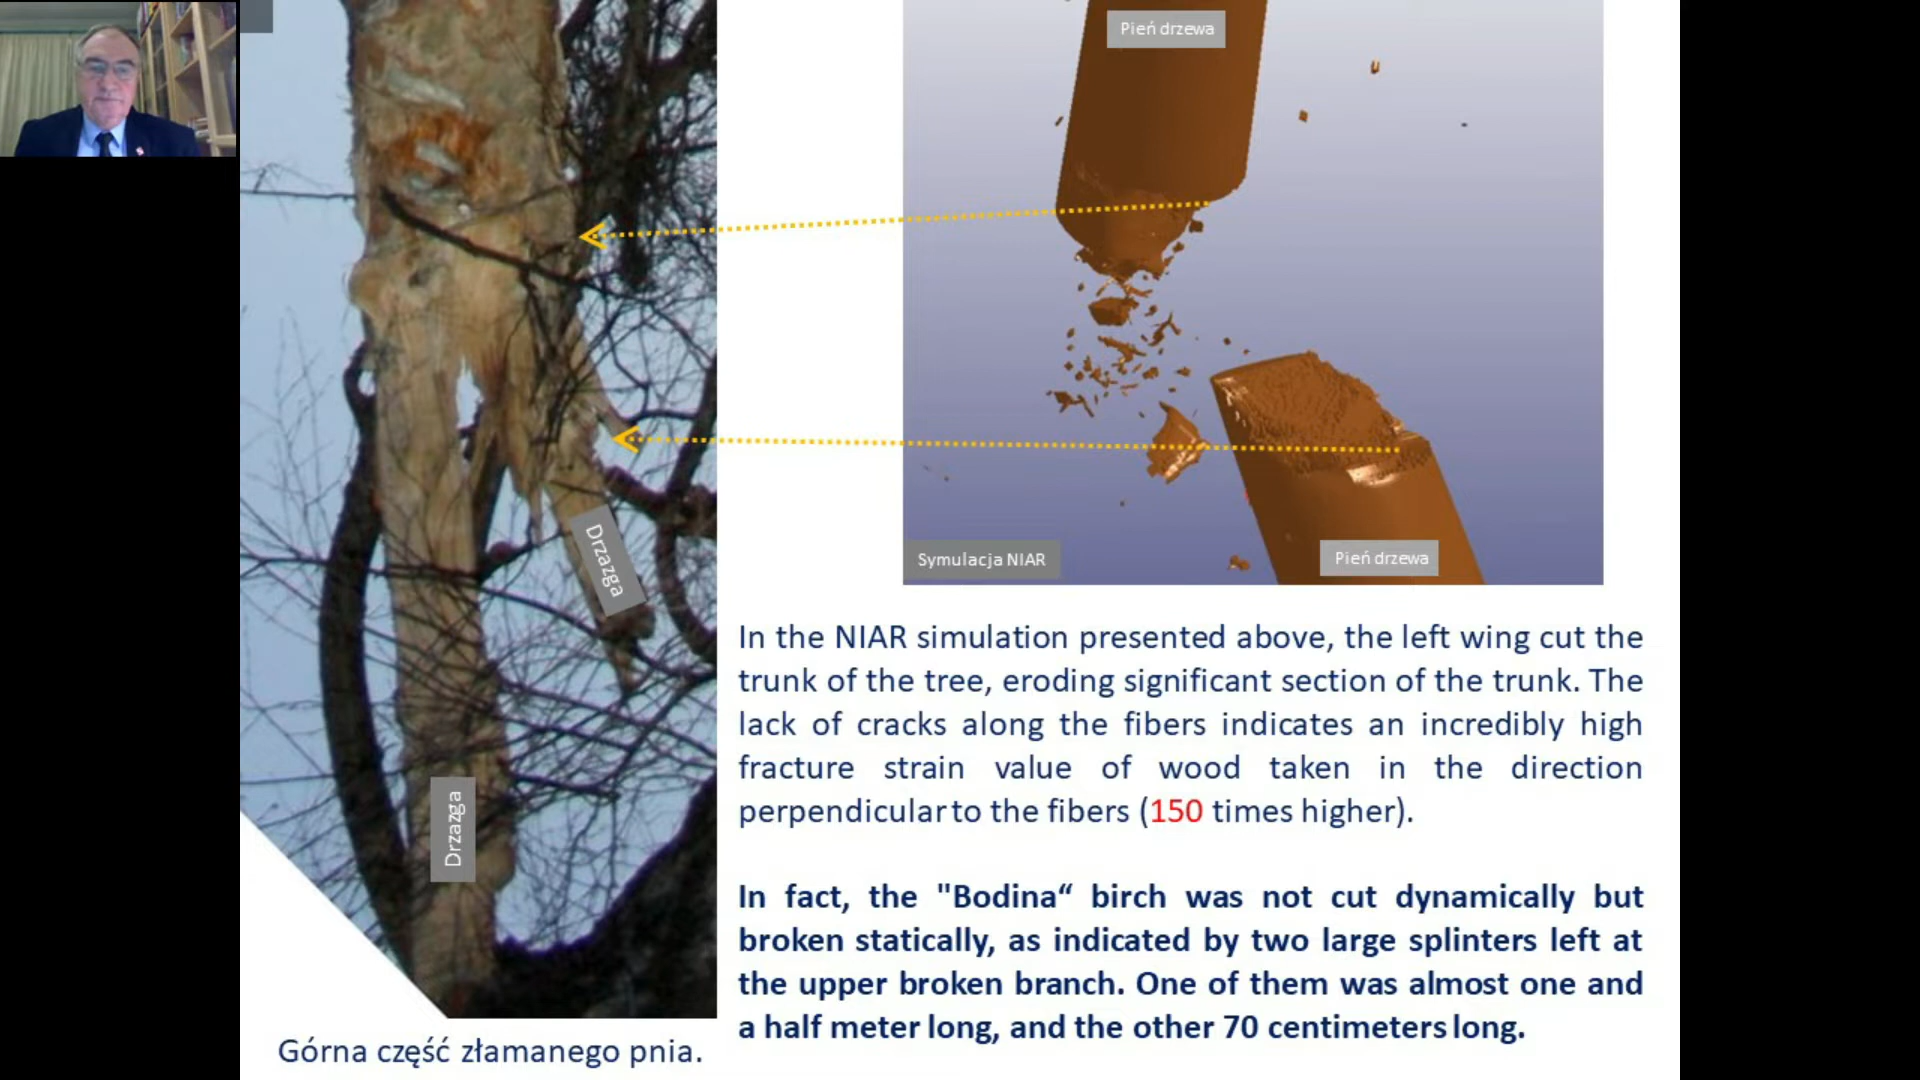 Pień drzewa
Drzazga
Drzazga
Symulacja NIAR
Pień drzewa
In the NIAR simulation presented above, the left wing cut the
trunk of the tree, eroding significant section of the trunk. The
lack of cracks along the fibers indicates an incredibly high
fracture strain value of wood taken in the direction
perpendicular to the fibers (150 times higher).
In fact, the "Bodina“ birch was not cut dynamically but
broken statically, as indicated by two large splinters left at
the upper broken branch. One of them was almost one and
a half meter long, and the other 70 centimeters long.
Górna część złamanego pnia.